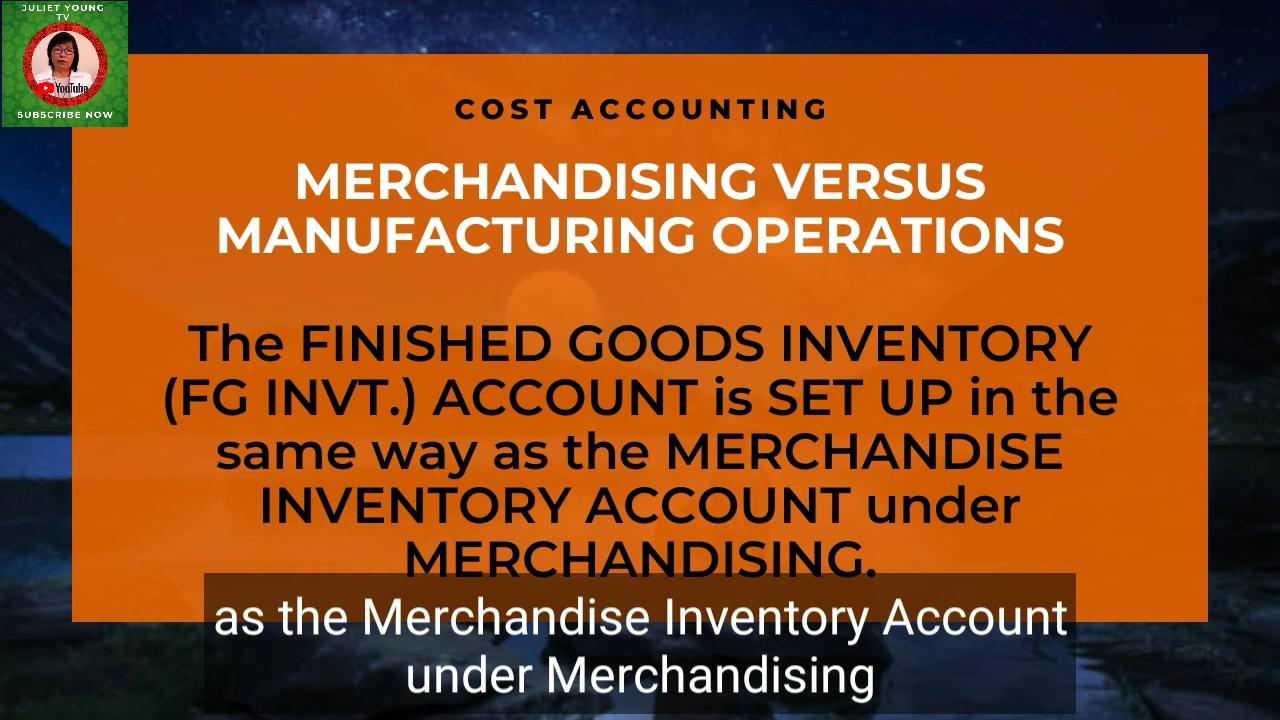 JULIET YOUNG
TV
YouTube
SUBSCRIBE NOW
COST ACCOUNTING
MERCHANDISING VERSUS
MANUFACTURING OPERATIONS
The FINISHED GOODS INVENTORY
(FG INVT.) ACCOUNT is SET UP in the
same way as the MERCHANDISE
INVENTORY ACCOUNT under
MERCHANDISING.
as the Merchandise Inventory Account
under Merchandising